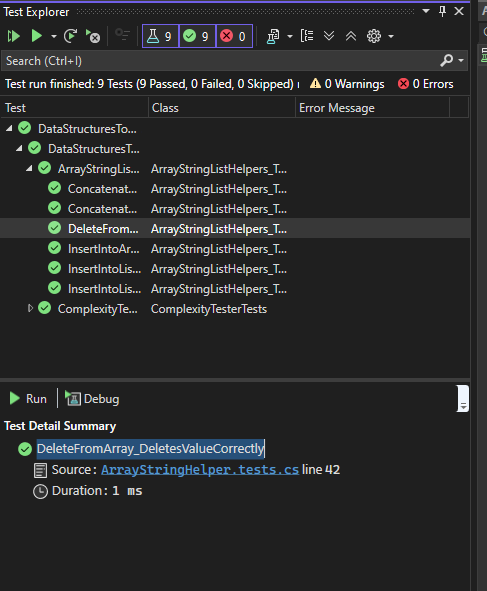 Test Explorer
9 9 0
Search (Ctrl+I)
Test run finished: 9 Tests (9 Passed, 0 Failed, 0 Skipped) 0 Warnings 0 Errors
Test Class Error Message
DataStructuresTo...
DataStructuresT...
ArrayStringLis... ArrayStringListHelpers_T...
Concatenat... ArrayStringListHelpers_T...
Concatenat... ArrayStringListHelpers_T...
DeleteFrom... ArrayStringListHelpers_T...
InsertIntoAr... ArrayStringListHelpers_T...
InsertIntoLis... ArrayStringListHelpers_T...
InsertIntoLis... ArrayStringListHelpers_T...
ComplexityTe... ComplexityTesterTests
Run Debug
Test Detail Summary
DeleteFromArray_DeletesValueCorrectly
Source: ArrayStringHelper.tests.cs line 42
Duration: 1 ms